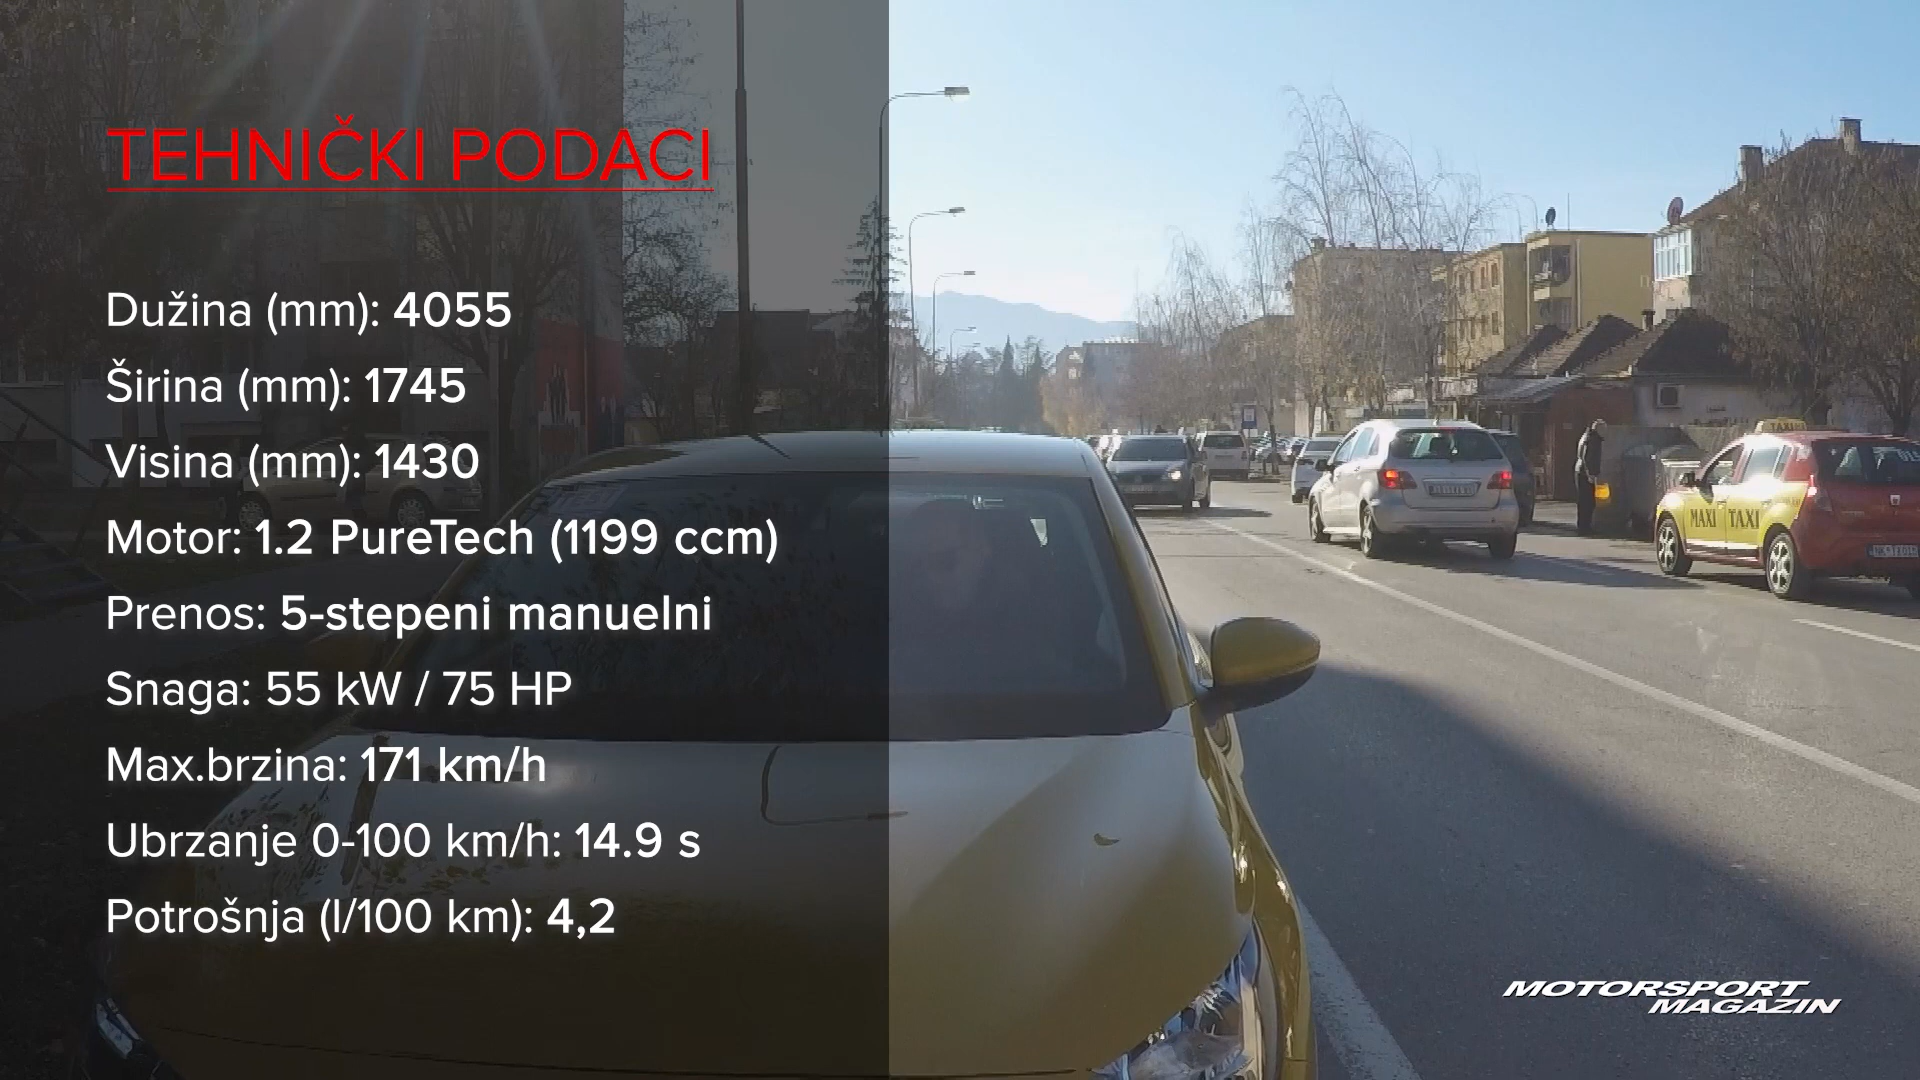 TEHNIČKI PODACI
Dužina (mm): 4055
Širina (mm): 1745
Visina (mm): 1430
Motor: 1.2 PureTech (1199 ccm)
Prenos: 5-stepeni manuelni
Snaga: 55 kW / 75 HP
Max.brzina: 171 km/h
Ubrzanje 0-100 km/h: 14.9 s
Potrošnja (l/100 km): 4,2
TAXI
MAXI TAXI
MOTORSPORT
MAGAZIN